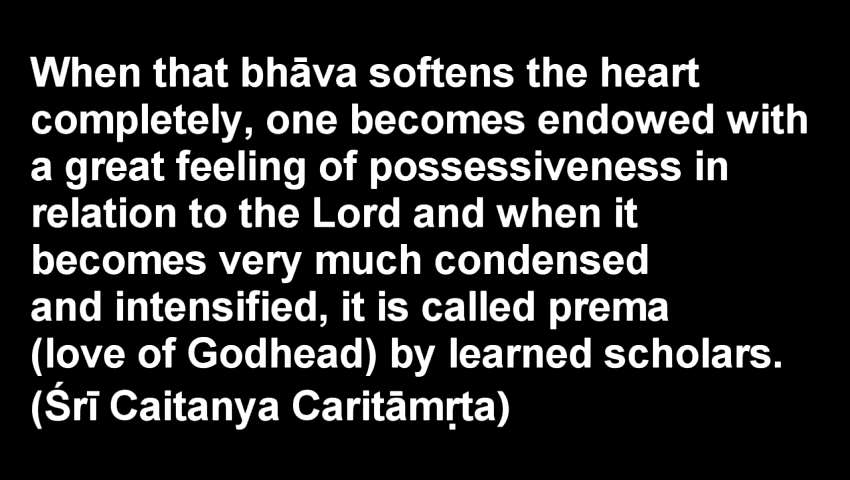 When that bhāva softens the heart
completely, one becomes endowed with
a great feeling of possessiveness in
relation to the Lord and when it
becomes very much condensed
and intensified, it is called prema
(love of Godhead) by learned scholars.
(Śrī Caitanya Caritāmṛta)